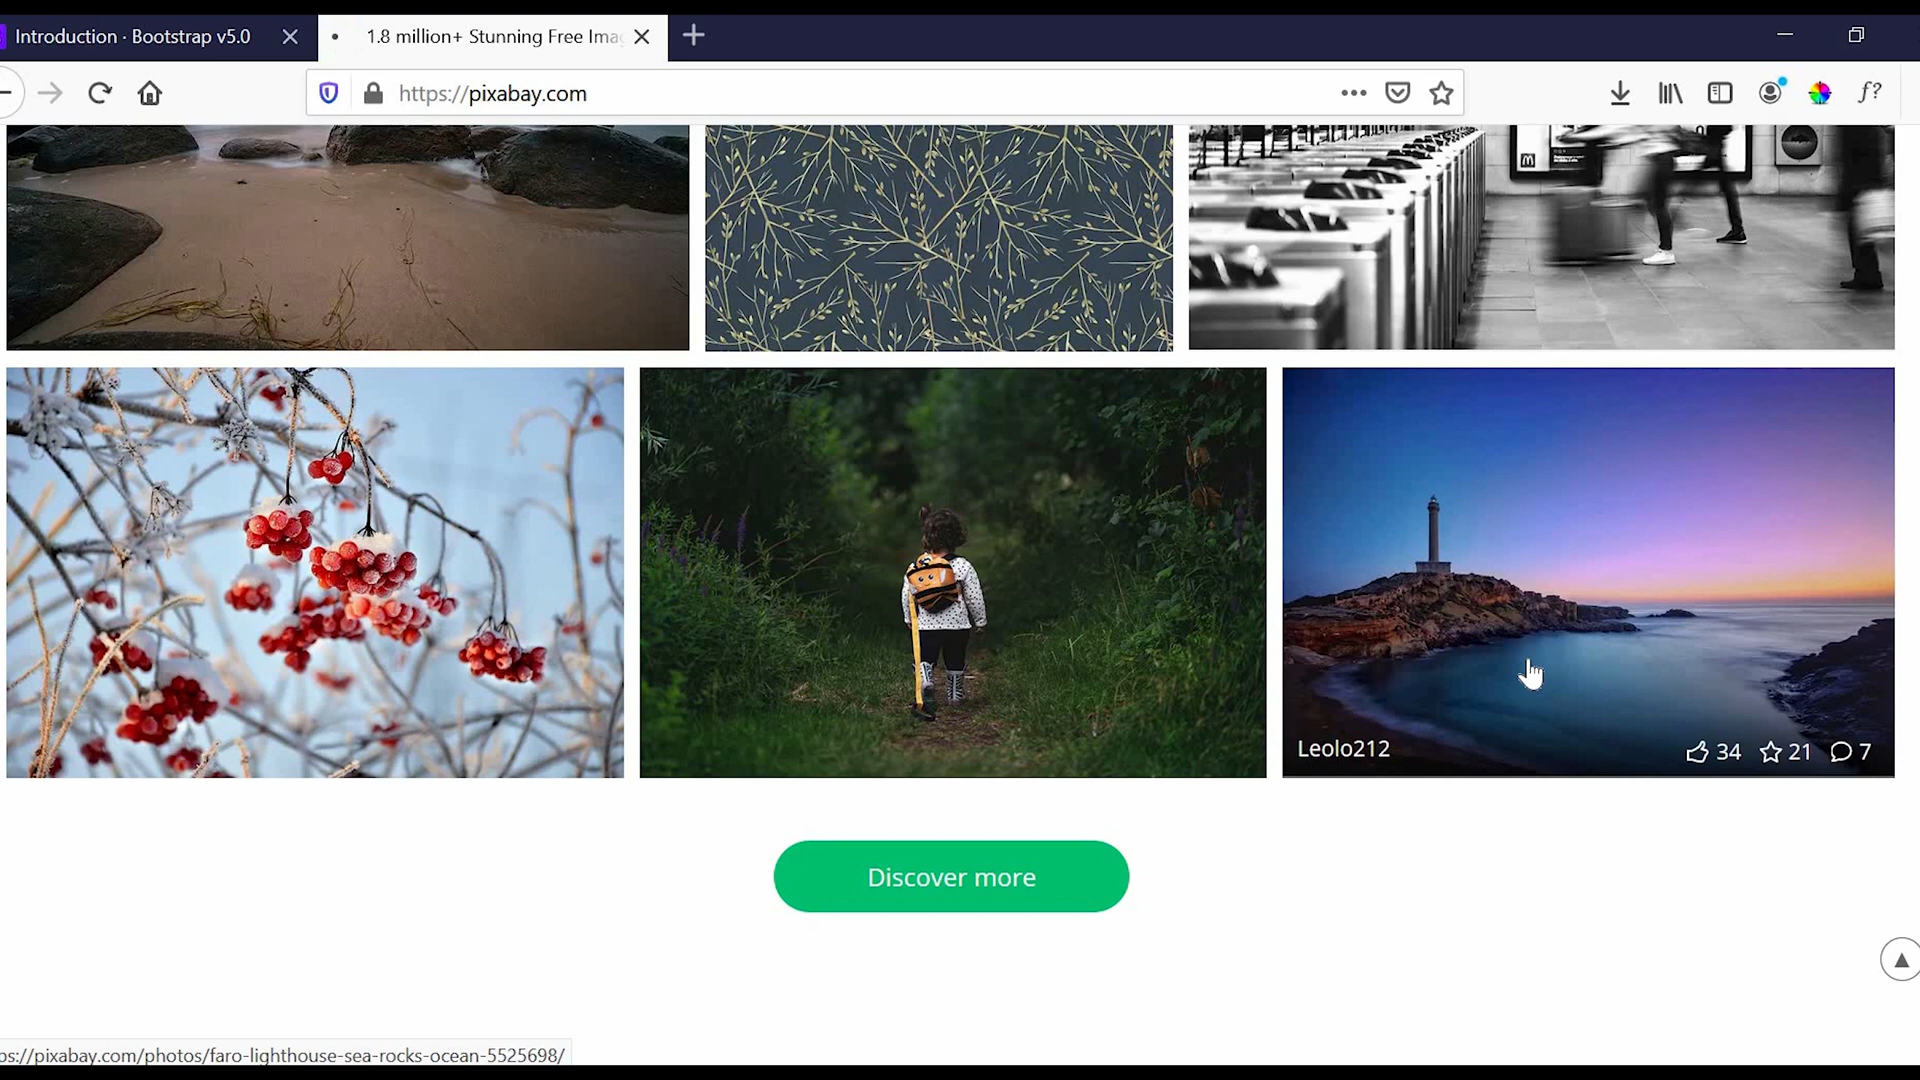 Introduction · Bootstrap v5.0
1.8 million+ Stunning Free Ima
https://pixabay.com
f?
Leolo212
34
21
7
Discover more
ps://pixabay.com/photos/faro-lighthouse-sea-rocks-ocean-5525698/